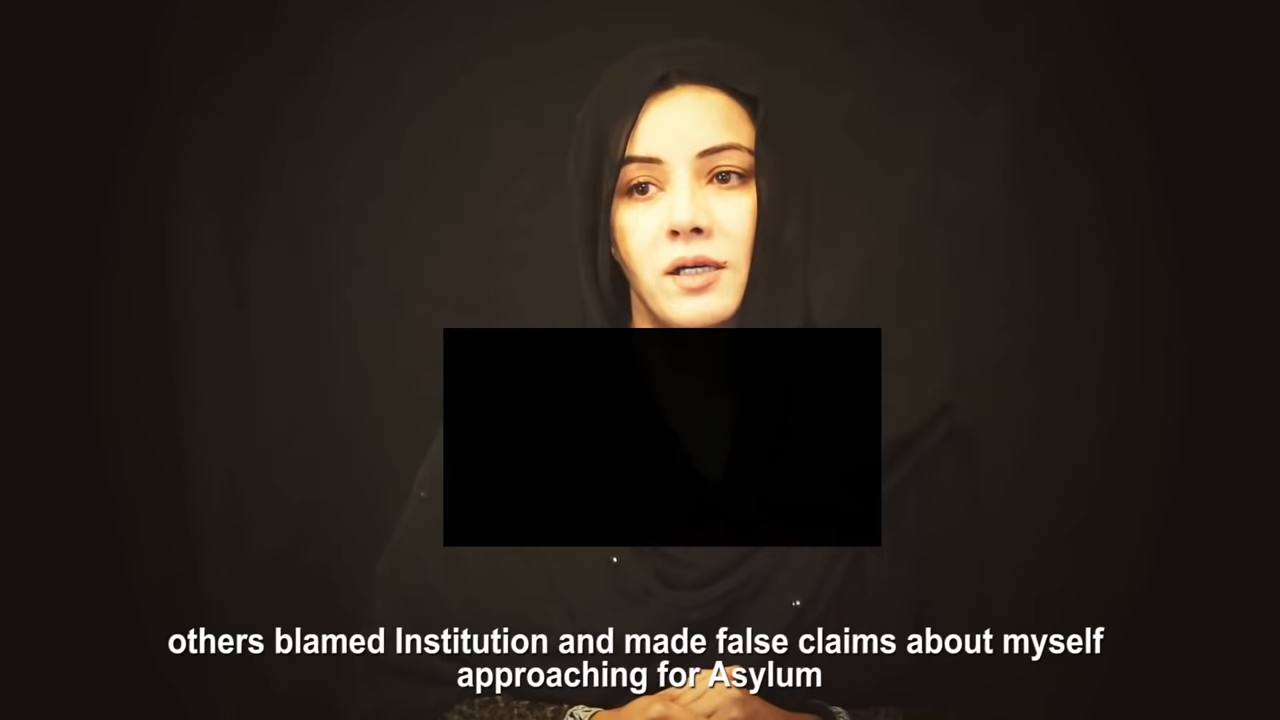 others blamed Institution and made false claims about myself
approaching for Asylum